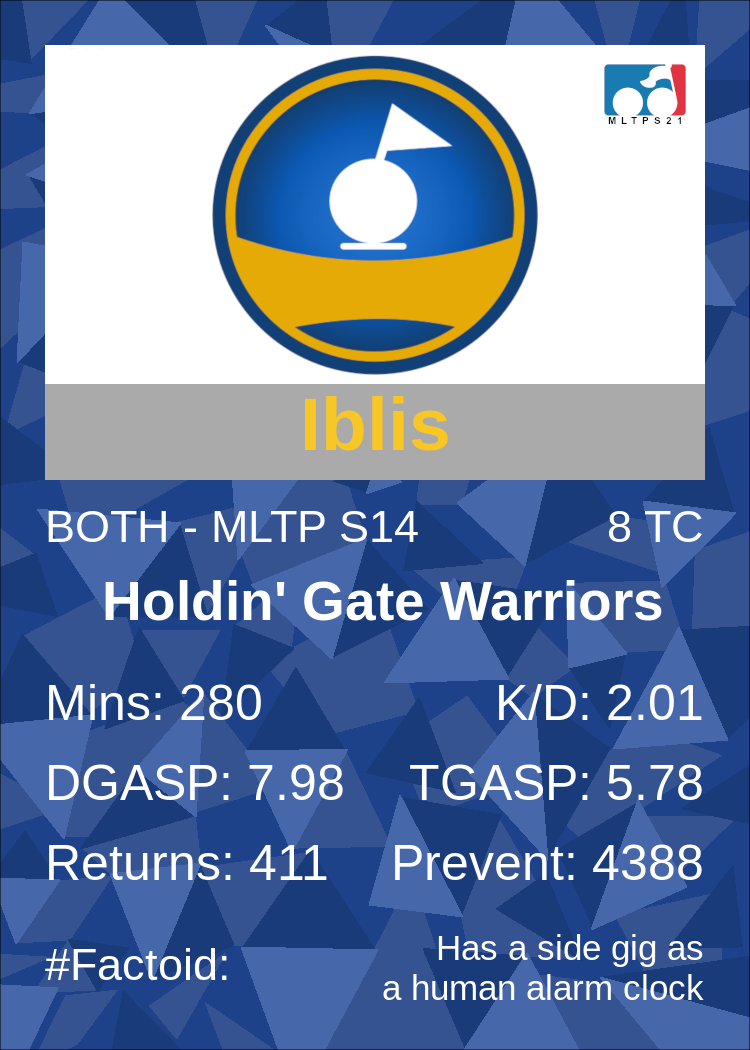 MLTPS21
Iblis
BOTH - MLTP S14 8 TC
Holdin' Gate Warriors
Mins: 280 K/D: 2.01
DGASP: 7.98 TGASP: 5.78
Returns: 411 Prevent: 4388
#Factoid: Has a side gig as
a human alarm clock